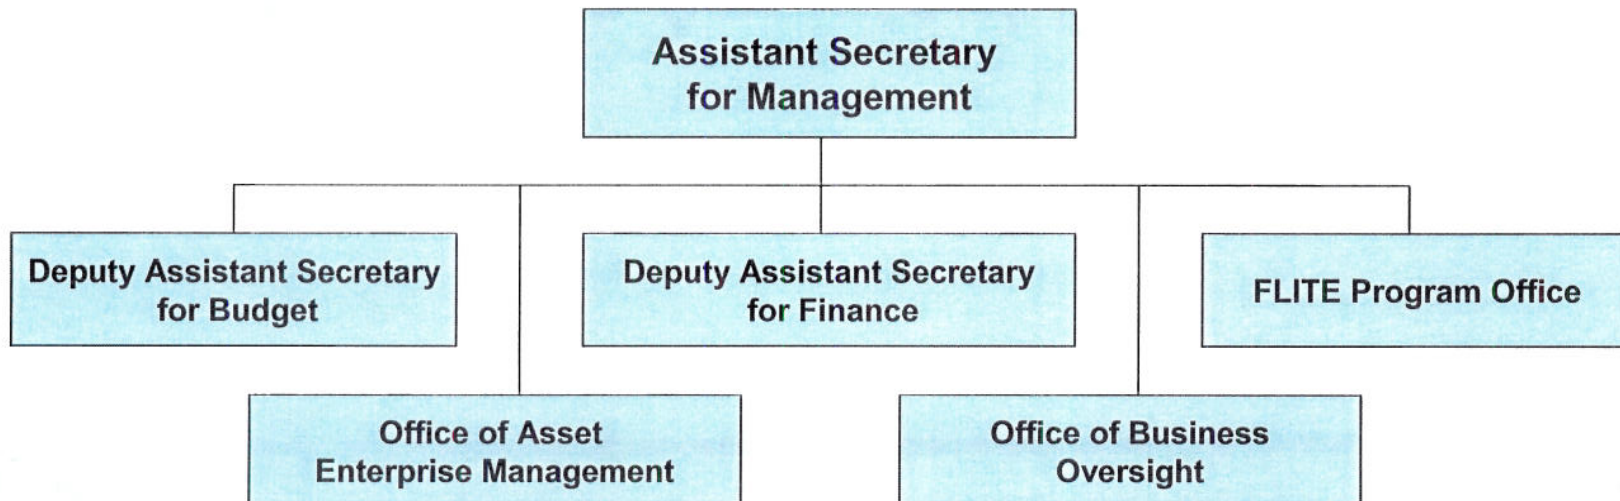 Assistant Secretary
for Management
Deputy Assistant Secretary
for Budget
Deputy Assistant Secretary
for Finance
FLITE Program Office
Office of Asset
Enterprise Management
Office of Business
Oversight